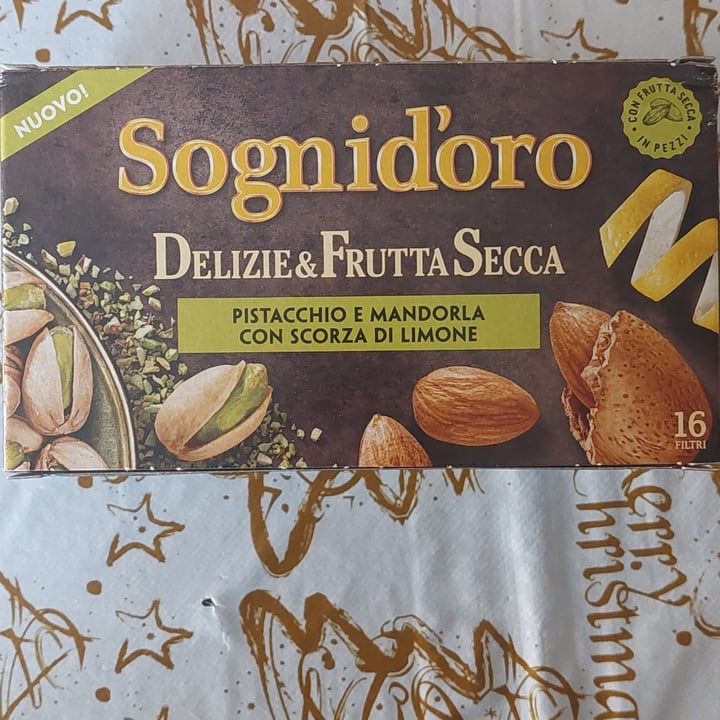 NUOVO!
CON FRUTTA SECCA
IN PEZZI
Sognid'oro
DELIZIE & FRUTTA SECCA
PISTACCHIO E MANDORLA
CON SCORZA DI LIMONE
16
FILTRI
Merry
Christmas